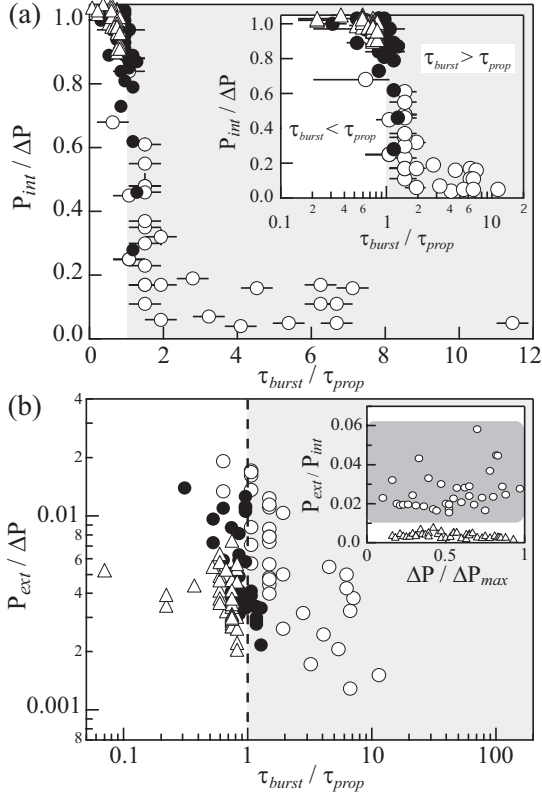 (a)
1.0
0.8
0.6
0.4
0.2
0.0
P_int / ΔP
0 2 4 6 8 10 12
τ_burst / τ_prop
1.0
0.8
0.6
0.4
0.2
0.0
P_int / ΔP
τ_burst > τ_prop
τ_burst < τ_prop
0.1 2 4 6 1 2 4 6 10 2
τ_burst / τ_prop
(b)
4
2
0.01
8
6
4
2
0.001
8
P_ext / ΔP
0.1 1 10 100
τ_burst / τ_prop
0.06
0.04
0.02
0.00
P_ext / P_int
0 0.5 1
ΔP / ΔP_max